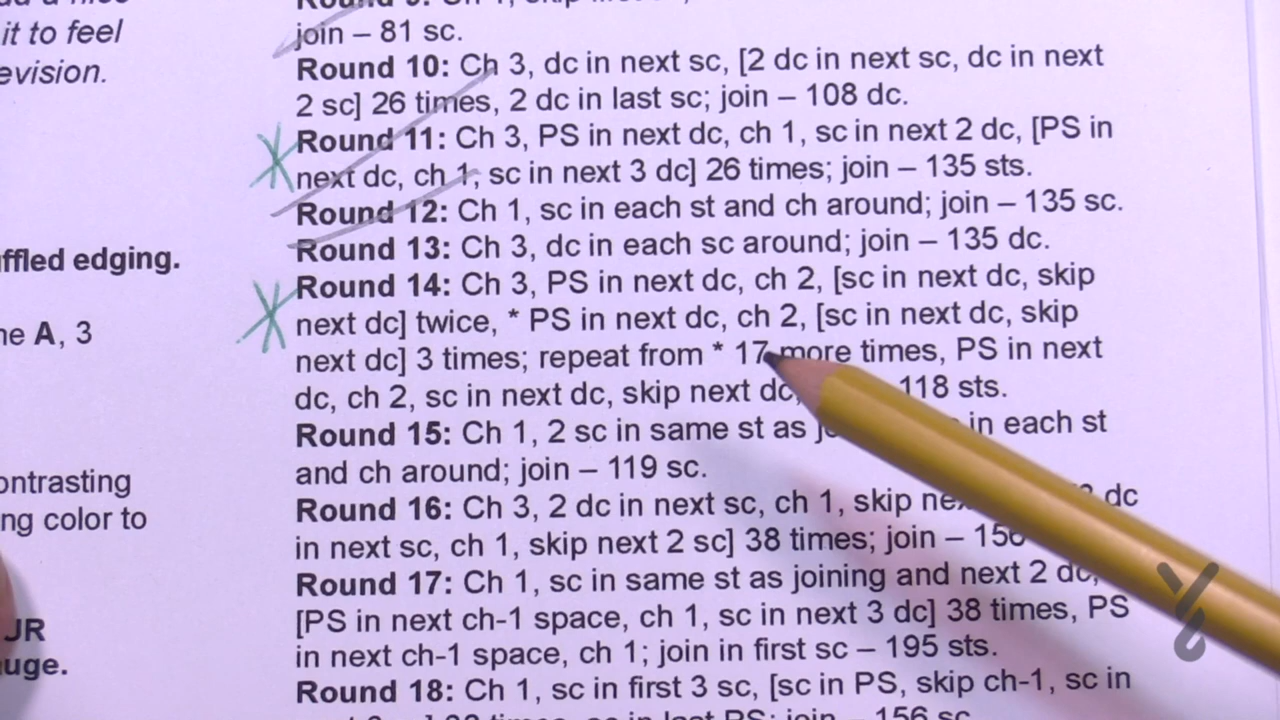 it to feel
evision.
ffled edging.
ne A, 3
ontrasting
ng color to
JR
uge.
join – 81 sc.
Round 10: Ch 3, dc in next sc, [2 dc in next sc, dc in next
2 sc] 26 times, 2 dc in last sc; join – 108 dc.
Round 11: Ch 3, PS in next dc, ch 1, sc in next 2 dc, [PS in
next dc, ch 1, sc in next 3 dc] 26 times; join – 135 sts.
Round 12: Ch 1, sc in each st and ch around; join – 135 sc.
Round 13: Ch 3, dc in each sc around; join – 135 dc.
Round 14: Ch 3, PS in next dc, ch 2, [sc in next dc, skip
next dc] twice, * PS in next dc, ch 2, [sc in next dc, skip
next dc] 3 times; repeat from * 17 more times, PS in next
dc, ch 2, sc in next dc, skip next dc, 118 sts.
Round 15: Ch 1, 2 sc in same st as in each st
and ch around; join – 119 sc.
Round 16: Ch 3, 2 dc in next sc, ch 1, skip dc
in next sc, ch 1, skip next 2 sc] 38 times; join –
Round 17: Ch 1, sc in same st as joining and next 2 dc,
[PS in next ch-1 space, ch 1, sc in next 3 dc] 38 times, PS
in next ch-1 space, ch 1; join in first sc – 195 sts.
Round 18: Ch 1, sc in first 3 sc, [sc in PS, skip ch-1, sc in
times, sc in last PS; join – 156 sc